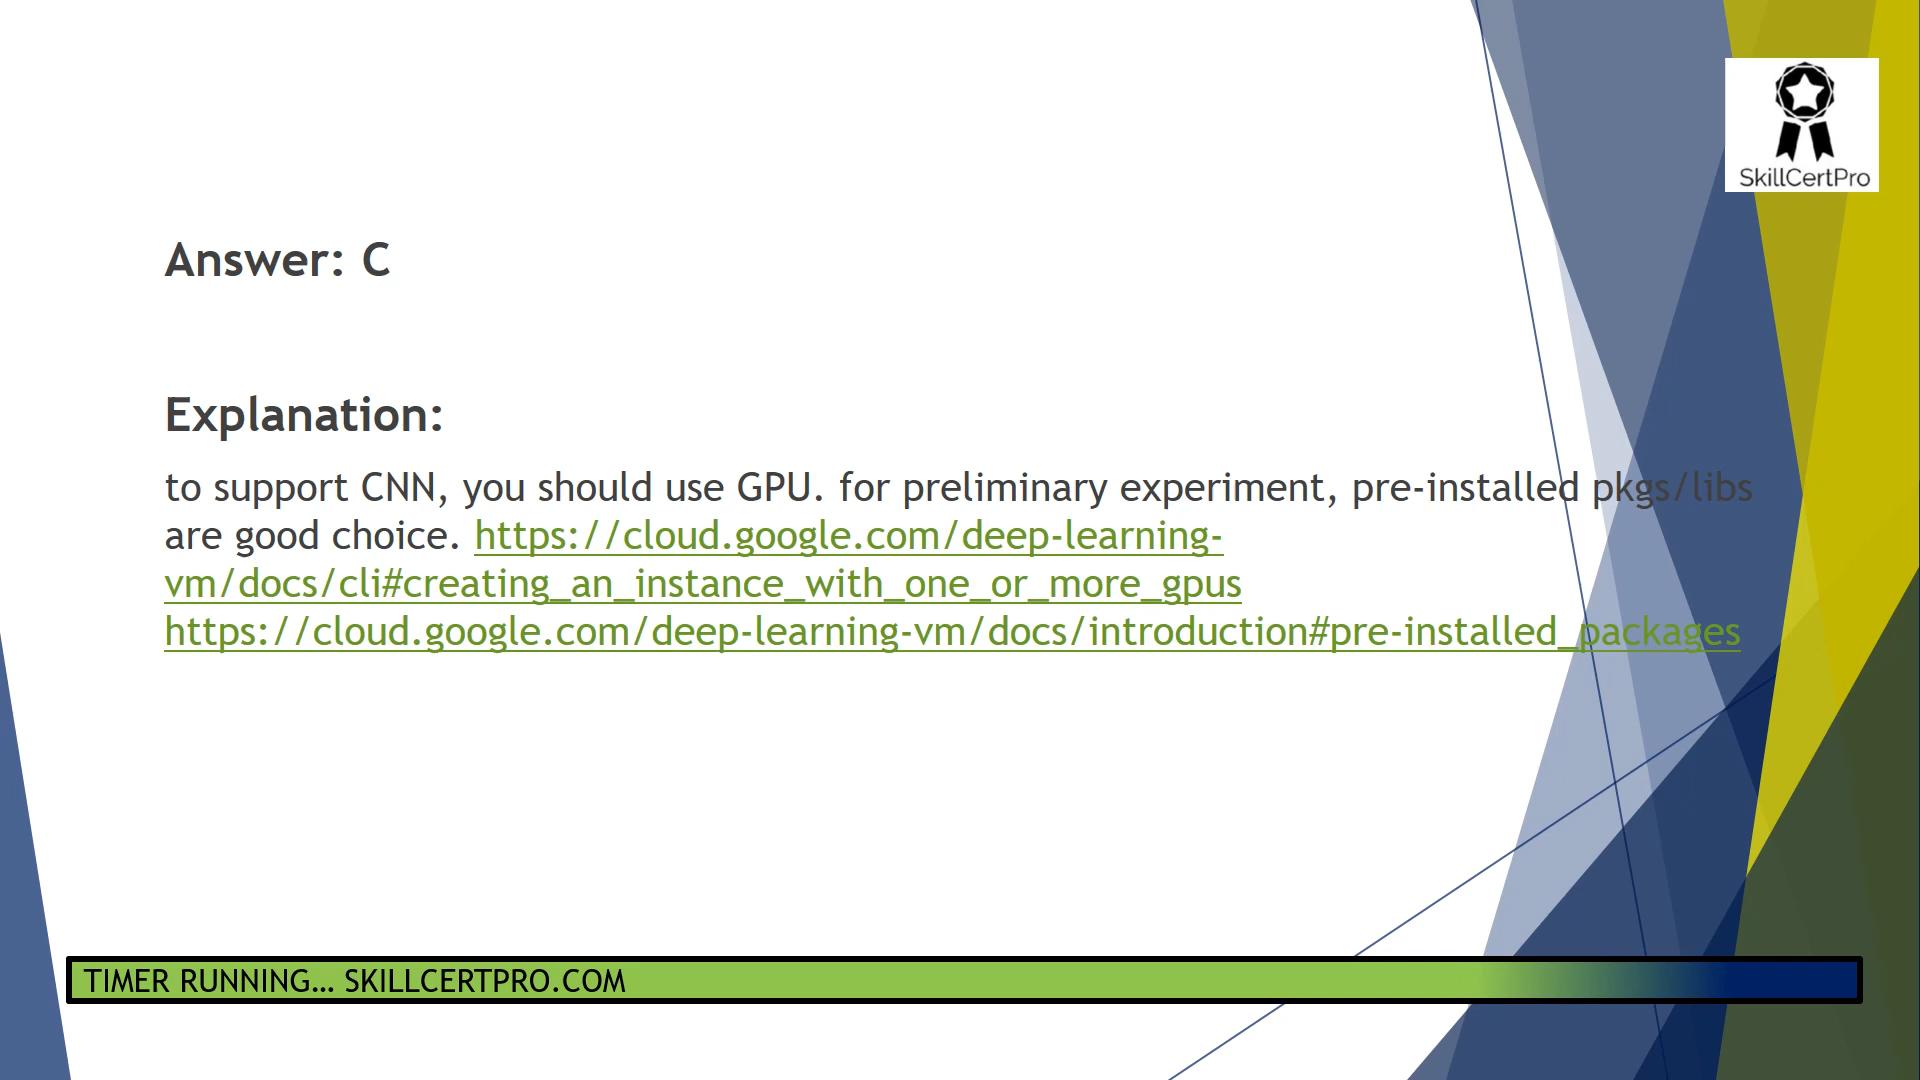 SkillCertPro
Answer: C
Explanation:
to support CNN, you should use GPU. for preliminary experiment, pre-installed pkgs/libs
are good choice. https://cloud.google.com/deep-learning-
vm/docs/cli#creating_an_instance_with_one_or_more_gpus
https://cloud.google.com/deep-learning-vm/docs/introduction#pre-installed_packages
TIMER RUNNING... SKILLCERTPRO.COM